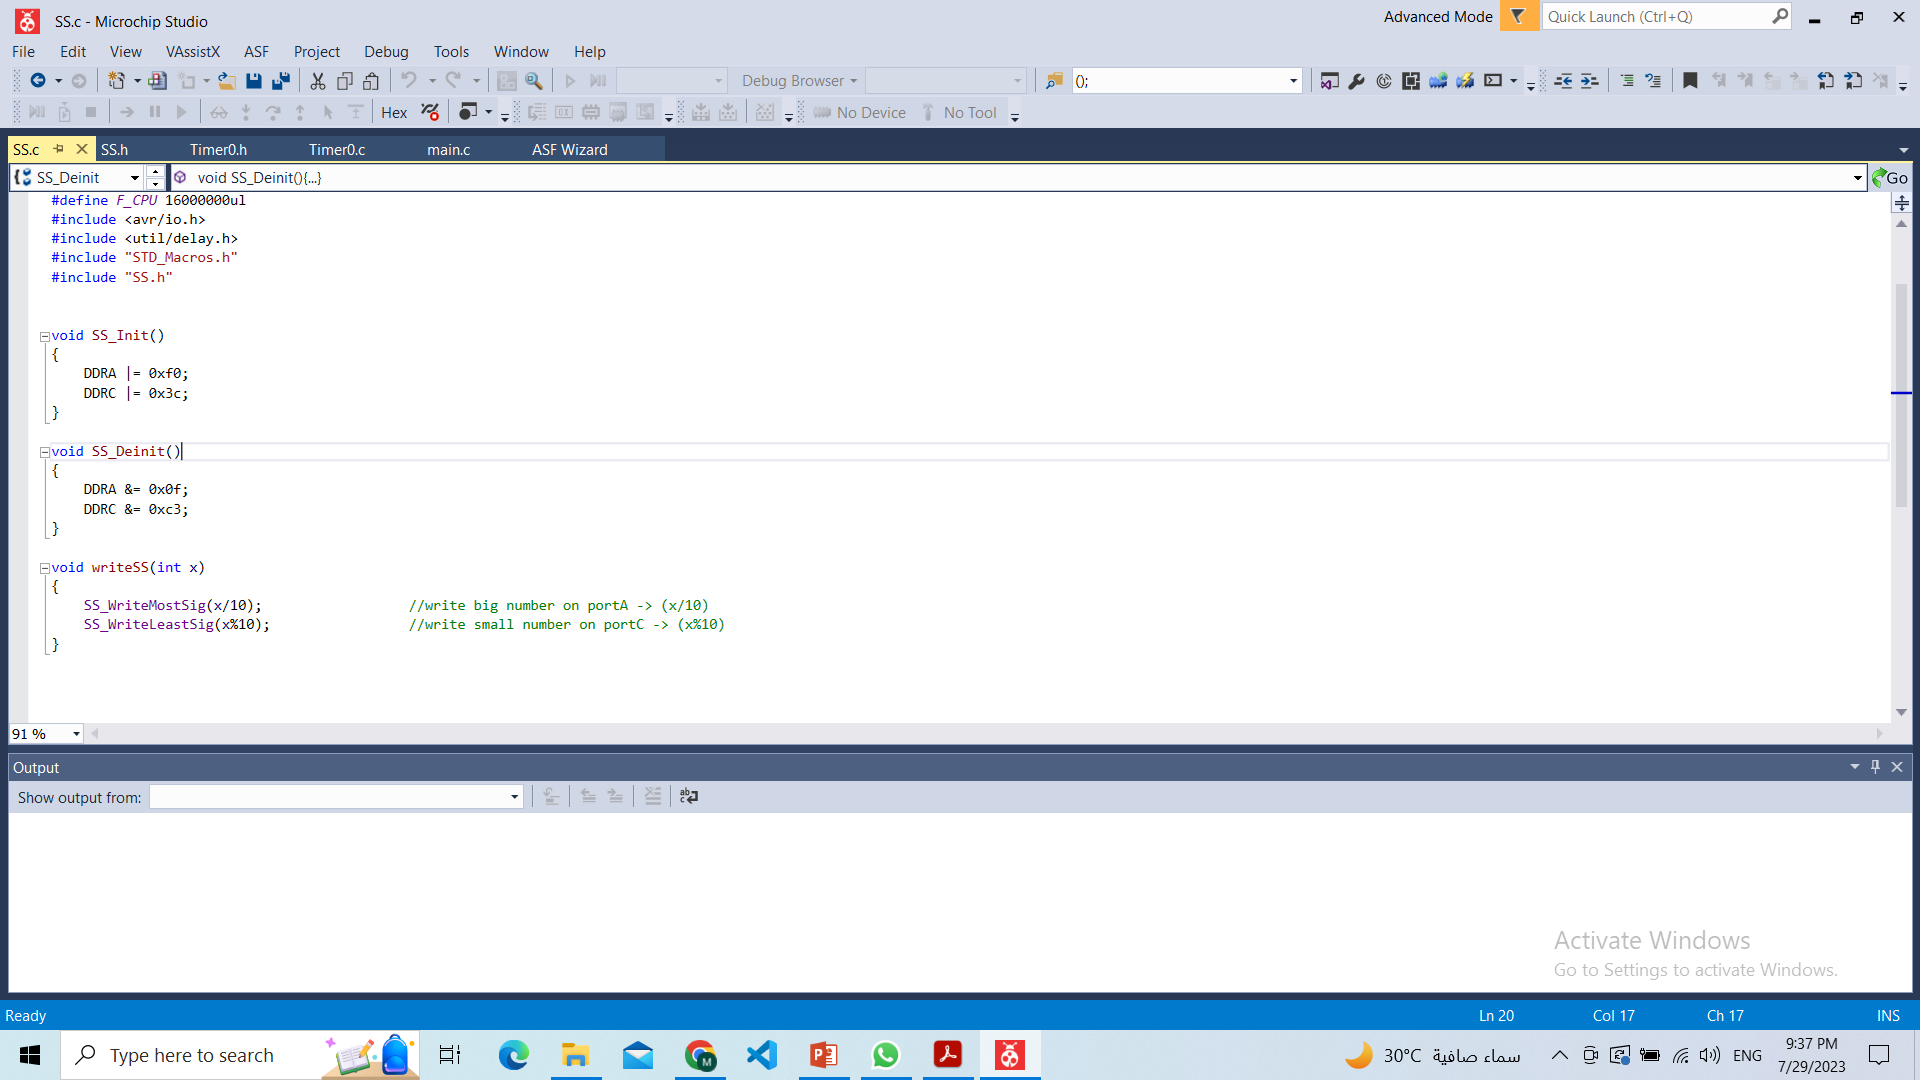 SS.c - Microchip Studio
Advanced Mode
Quick Launch (Ctrl+Q)
File Edit View VAssistX ASF Project Debug Tools Window Help
Debug Browser
();
Hex
No Device
No Tool
SS.c SS.h Timer0.h Timer0.c main.c ASF Wizard
SS_Deinit void SS_Deinit(){...} Go
#define F_CPU 16000000ul
#include <avr/io.h>
#include <util/delay.h>
#include "STD_Macros.h"
#include "SS.h"
void SS_Init()
{
DDRA |= 0xf0;
DDRC |= 0x3c;
}
void SS_Deinit()
{
DDRA &= 0x0f;
DDRC &= 0xc3;
}
void writeSS(int x)
{
SS_WriteMostSig(x/10); //write big number on portA -> (x/10)
SS_WriteLeastSig(x%10); //write small number on portC -> (x%10)
}
91 %
Output
Show output from:
Activate Windows
Go to Settings to activate Windows.
Ready Ln 20 Col 17 Ch 17 INS
Type here to search
30°C سماء صافية
ENG
9:37 PM
7/29/2023